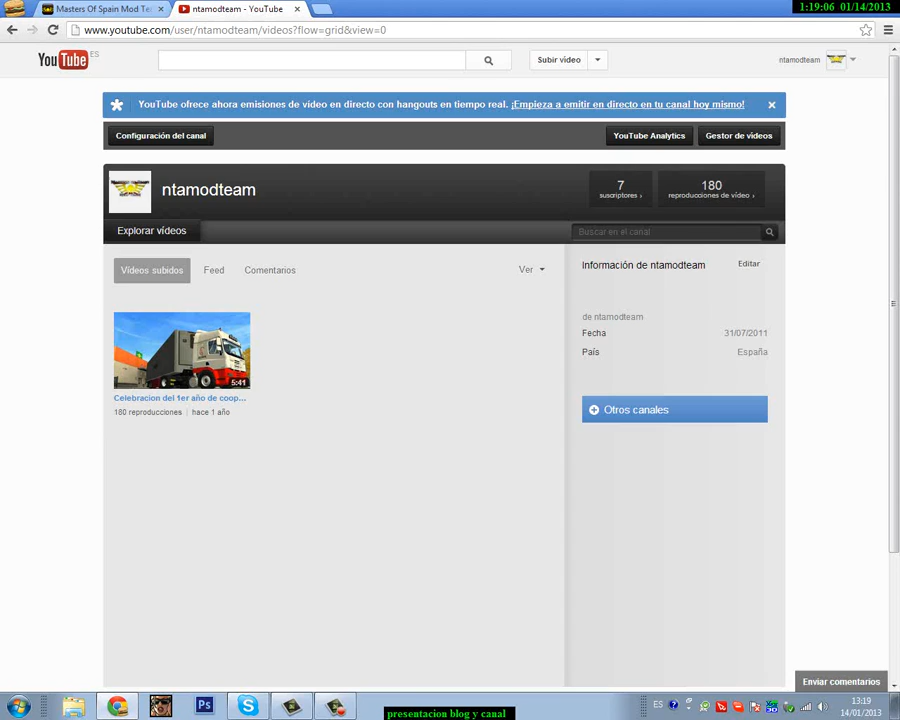 Masters Of Spain Mod Te
ntamodteam - YouTube
1:19:06 01/14/2013
www.youtube.com/user/ntamodteam/videos?flow=grid&view=0
YouTube ES
Subir vídeo
ntamodteam
YouTube ofrece ahora emisiones de vídeo en directo con hangouts en tiempo real. ¡Empieza a emitir en directo en tu canal hoy mismo!
Configuración del canal
YouTube Analytics
Gestor de vídeos
ntamodteam
7
suscriptores ›
180
reproducciones de vídeo ›
Explorar vídeos
Buscar en el canal
Vídeos subidos
Feed
Comentarios
Ver
Información de ntamodteam
Editar
de ntamodteam
Fecha 31/07/2011
País España
Otros canales
5:41
Celebracion del 1er año de coop...
180 reproducciones | hace 1 año
Enviar comentarios
Ps
ES
13:19
14/01/2013
presentacion blog y canal